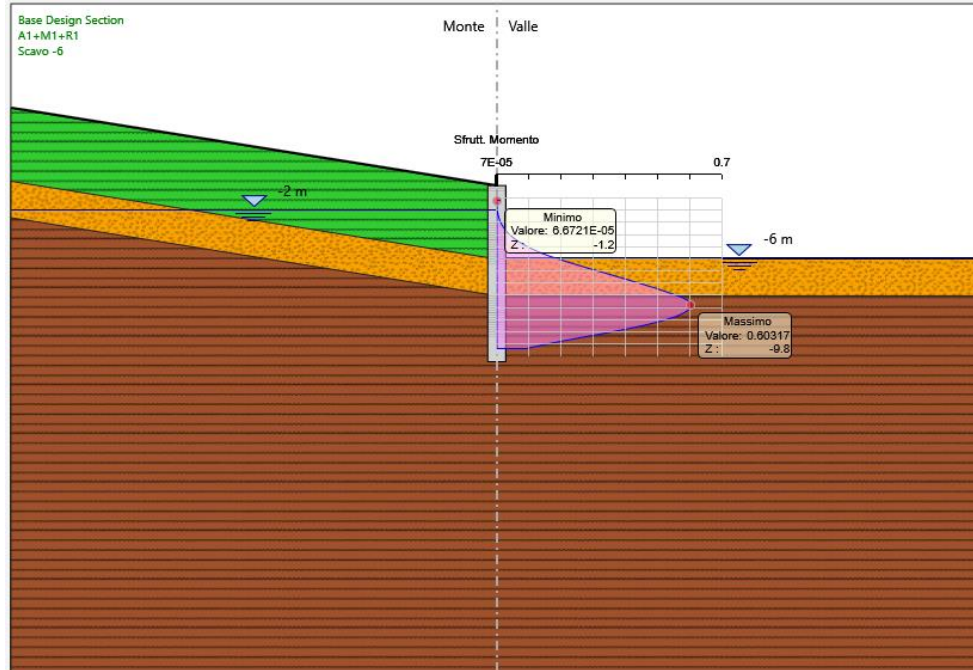 Base Design Section
A1+M1+R1
Scavo -6
Monte
Valle
Sfrutt. Momento
7E-05
0.7
-2 m
Minimo
Valore: 6.6721E-05
Z : -1.2
-6 m
Massimo
Valore: 0.60317
Z : -9.8